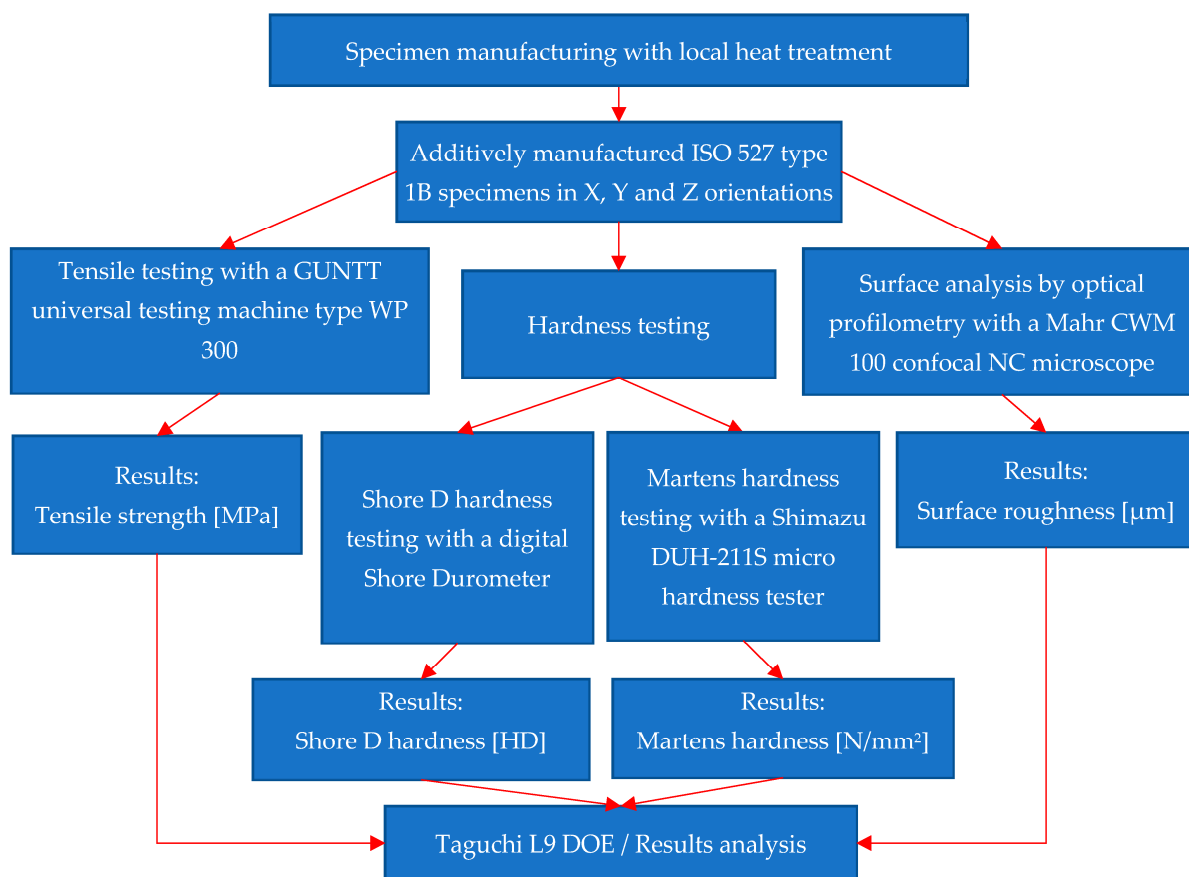 Specimen manufacturing with local heat treatment
Additively manufactured ISO 527 type
1B specimens in X, Y and Z orientations
Tensile testing with a GUNTT
universal testing machine type WP
300
Hardness testing
Surface analysis by optical
profilometry with a Mahr CWM
100 confocal NC microscope
Results:
Tensile strength [MPa]
Shore D hardness
testing with a digital
Shore Durometer
Martens hardness
testing with a Shimazu
DUH-211S micro
hardness tester
Results:
Surface roughness [µm]
Results:
Shore D hardness [HD]
Results:
Martens hardness [N/mm²]
Taguchi L9 DOE / Results analysis